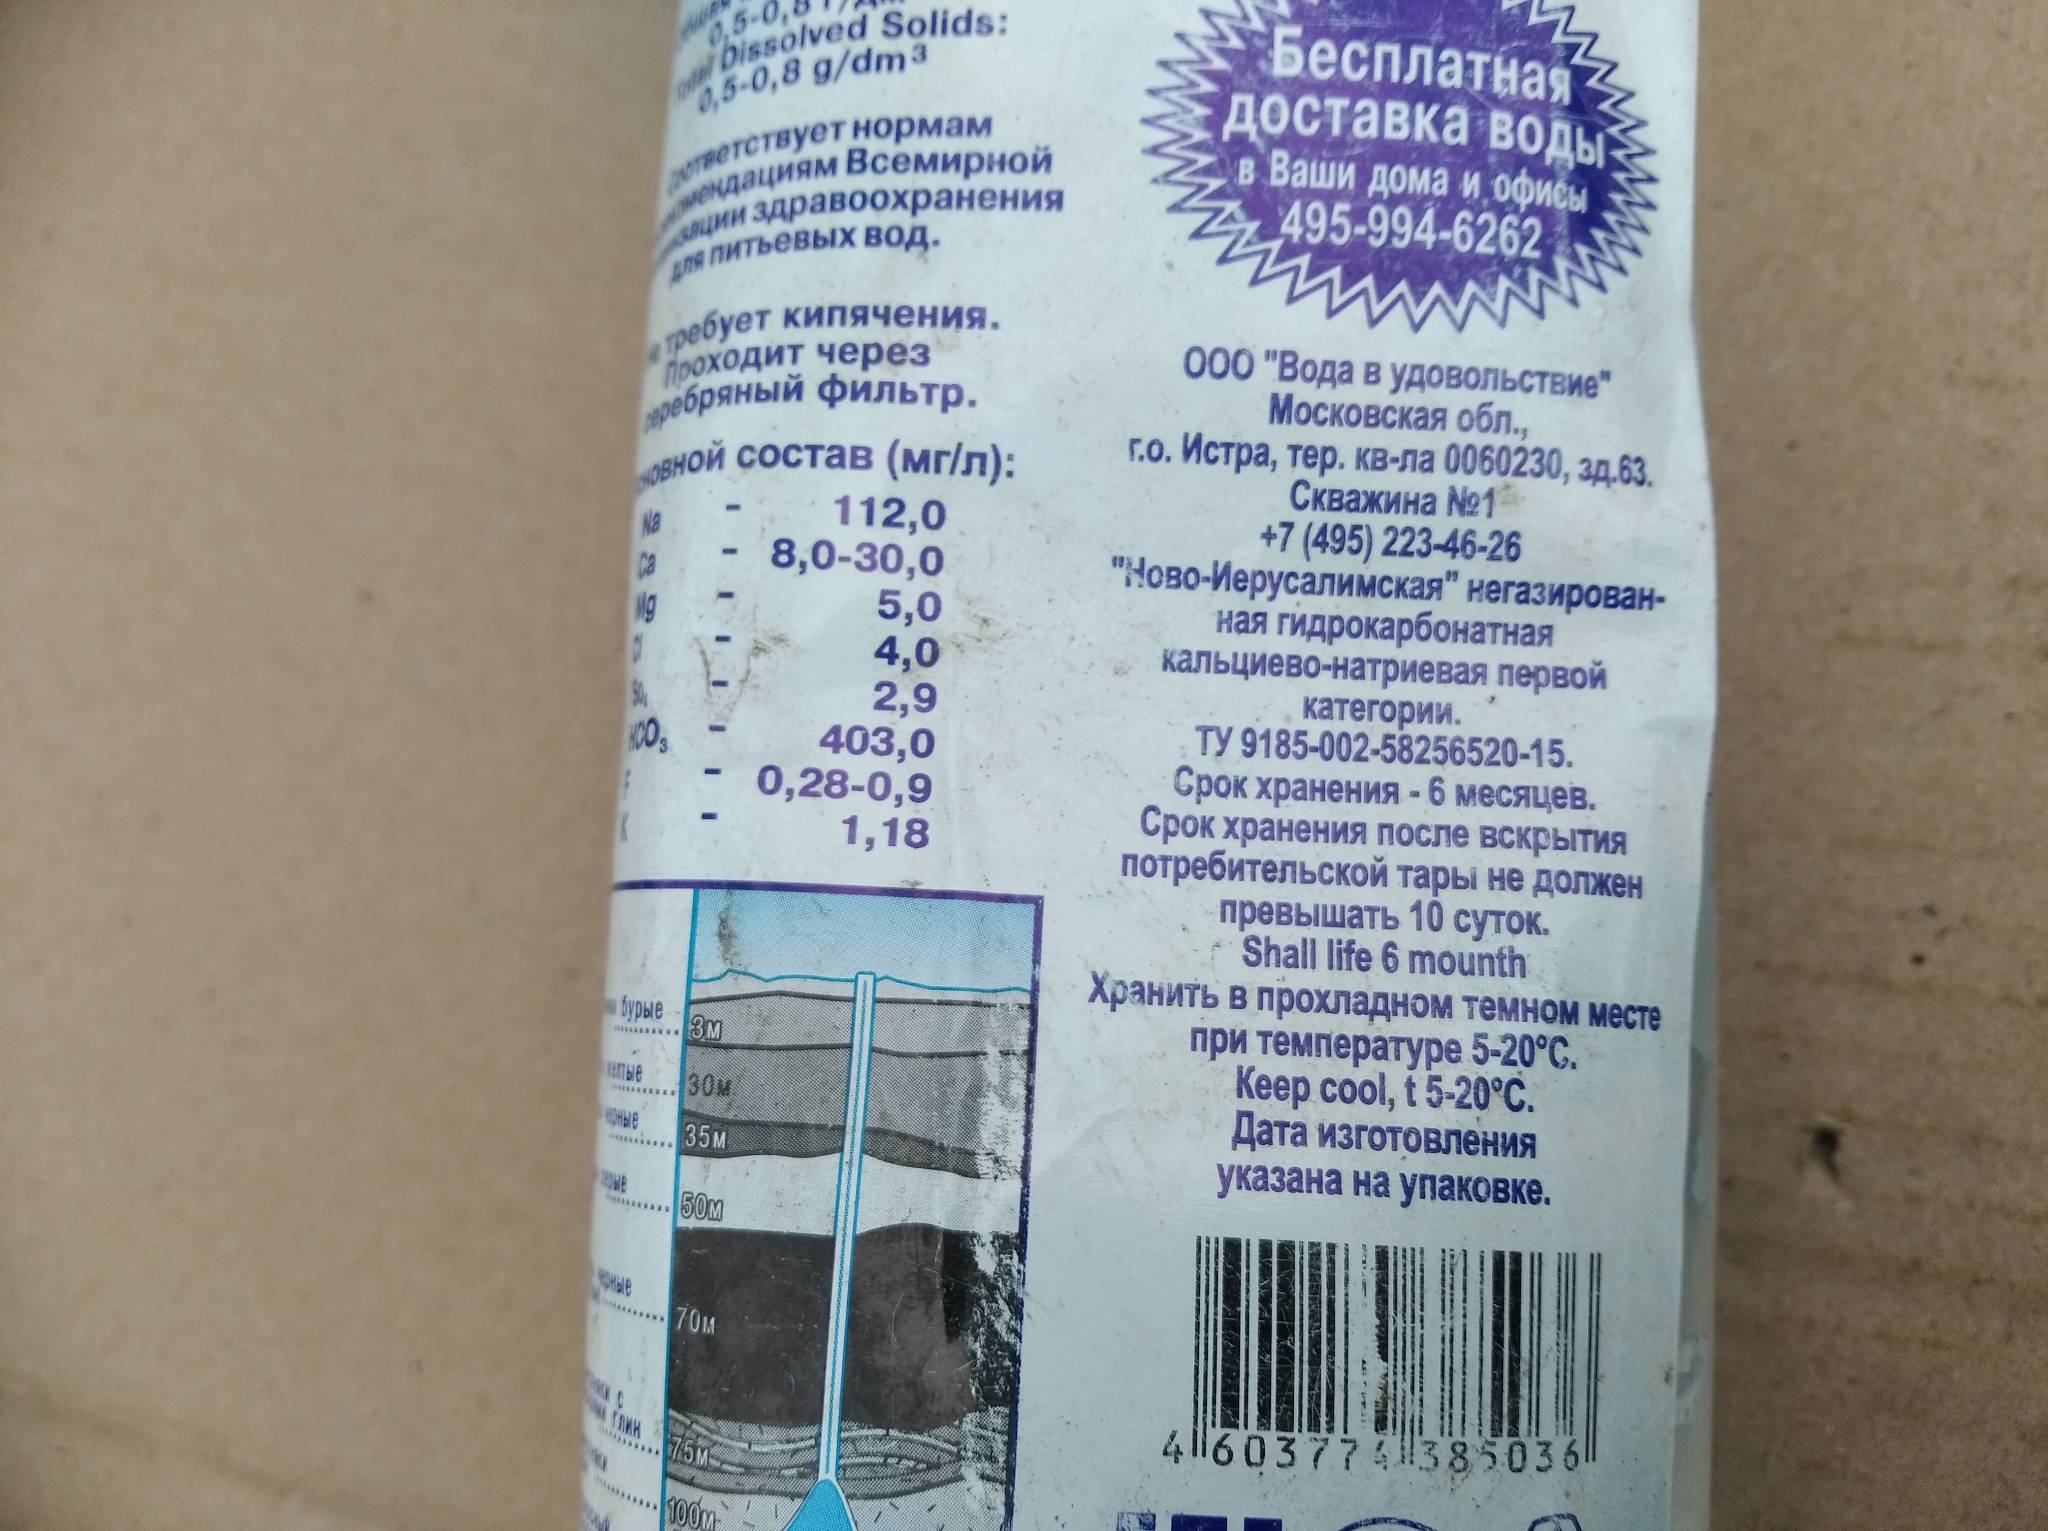 0,5-0,8 г/дм
Total Dissolved Solids:
0,5-0,8 g/dm³
соответствует нормам
Всемирной
здравоохранения
для питьевых вод.
требует кипячения.
Проходит через
серебряный фильтр.
состав (мг/л):
Na - 112,0
Ca - 8,0-30,0
Mg - 5,0
Cl - 4,0
So₄ - 2,9
HCO₃ - 403,0
F - 0,28-0,9
K - 1,18
бурые
3м
30м
35м
50м
70м
с
глин
75м
100м
Бесплатная
доставка воды
в Ваши дома и офисы
495-994-6262
ООО "Вода в удовольствие"
Московская обл.,
г.о. Истра, тер. кв-ла 0060230, зд.63.
Скважина №1
+7 (495) 223-46-26
"Ново-Иерусалимская" негазирован-
ная гидрокарбонатная
кальциево-натриевая первой
категории.
ТУ 9185-002-58256520-15.
Срок хранения - 6 месяцев.
Срок хранения после вскрытия
потребительской тары не должен
превышать 10 суток.
Shall life 6 mounth
Хранить в прохладном темном месте
при температуре 5-20°С.
Keep cool, t 5-20°C.
Дата изготовления
указана на упаковке.
4 603774 385036